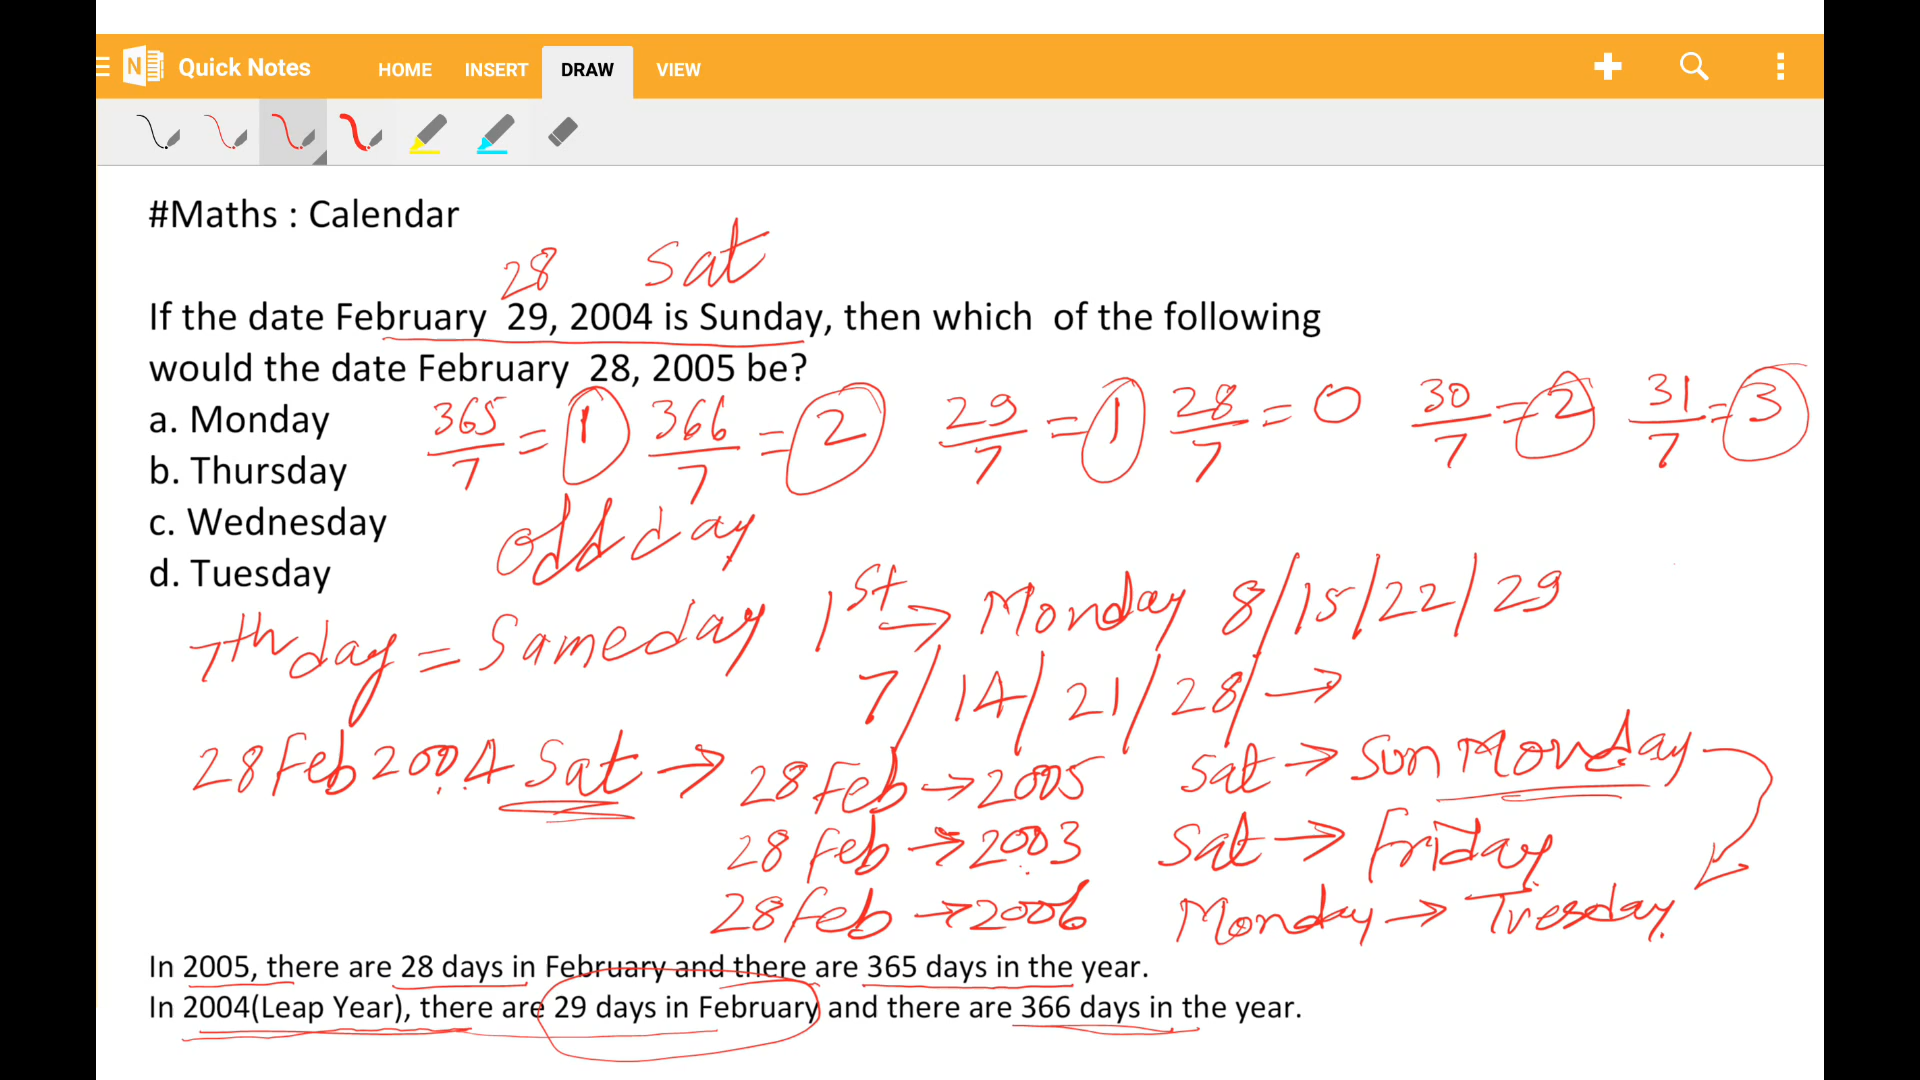 Quick Notes HOME INSERT DRAW VIEW
#Maths : Calendar
28 Sat
If the date February 29, 2004 is Sunday, then which of the following
would the date February 28, 2005 be?
a. Monday
b. Thursday
c. Wednesday
d. Tuesday
365/7 = 1 366/7 = 2 29/7 = 1 28/7 = 0 30/7 = 2 31/7 = 3
odd day
7th day = Sameday 1st → Monday 8/15/22/29
7/14/21/28/→
28 Feb 2004 Sat → 28 Feb → 2005 Sat → Sun Monday
28 Feb → 2003 Sat → Friday
28 Feb → 2006 Monday → Tuesday
In 2005, there are 28 days in February and there are 365 days in the year.
In 2004(Leap Year), there are 29 days in February and there are 366 days in the year.